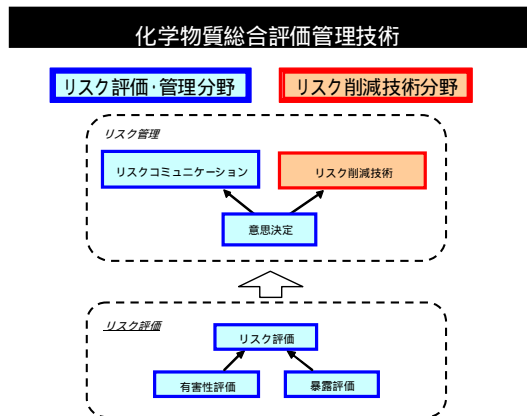 化学物質総合評価管理技術
リスク評価･管理分野
リスク削減技術分野
リスク管理
リスクコミュニケーション
リスク削減技術
意思決定
リスク評価
リスク評価
有害性評価
暴露評価